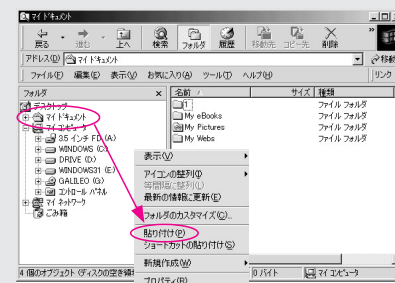 マイ ドキュメント
戻る 進む 上へ 検索 フォルダ 履歴 移動先 コピー先 削除 »
アドレス(D) マイ ドキュメント 移動
ファイル(F) 編集(E) 表示(V) お気に入り(A) ツール(T) ヘルプ(H) リンク
フォルダ ×
名前 サイズ 種類
デスクトップ
マイ ドキュメント
マイ コンピュータ
3.5 インチ FD (A)
WINDOWS (C)
DRIVE (D)
WINDOWS31 (E)
GALILEO (G)
コントロール パネル
マイ ネットワーク
ごみ箱
1 ファイル フォルダ
My eBooks ファイル フォルダ
My Pictures ファイル フォルダ
My Webs ファイル フォルダ
表示(V)
アイコンの整列(I)
等間隔に整列(L)
最新の情報に更新(E)
フォルダのカスタマイズ(C)...
貼り付け(P)
ショートカットの貼り付け(S)
新規作成(W)
プロパティ(R)
4 個のオブジェクト (ディスクの空き領 0 バイト マイ コンピュータ